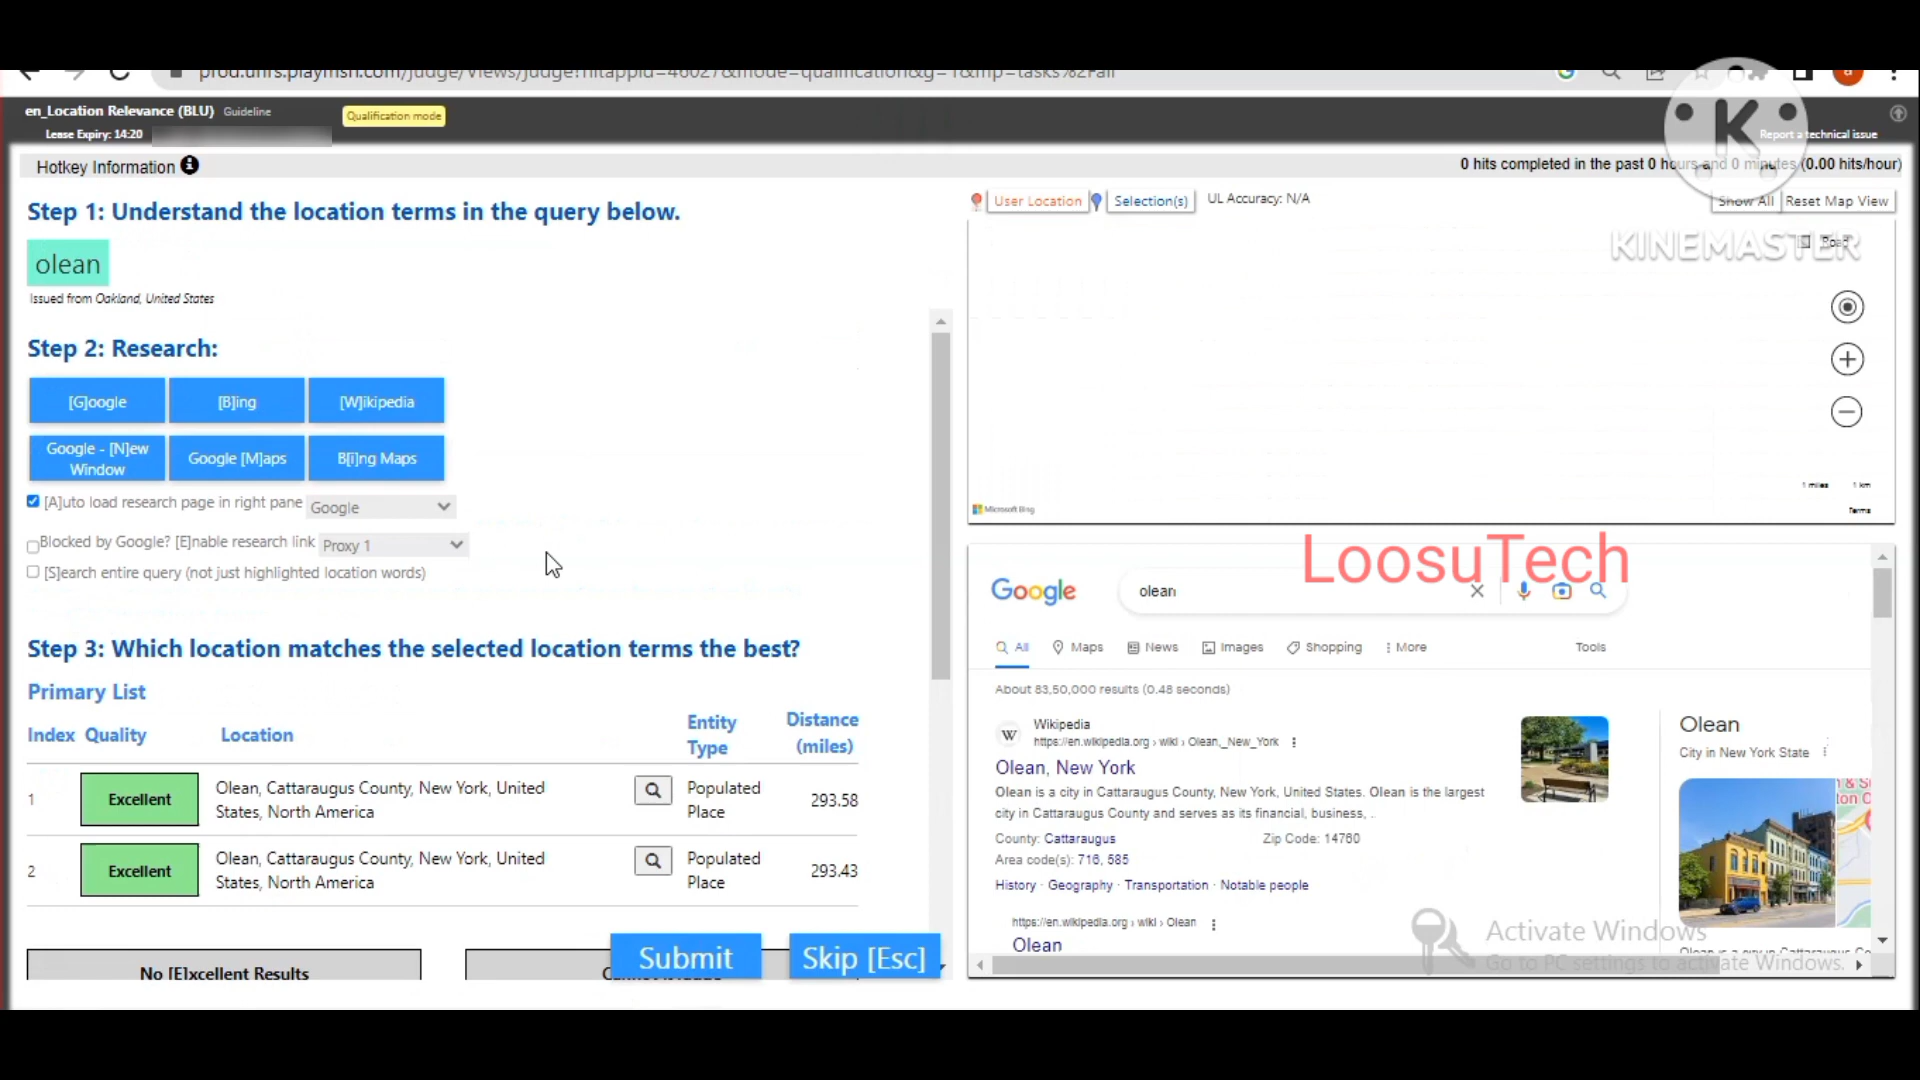 en_Location Relevance (BLU) Guideline
Qualification mode
Lease Expiry: 14:20
Report a technical issue
Hotkey Information
0 hits completed in the past 0 hours and 0 minutes (0.00 hits/hour)
Step 1: Understand the location terms in the query below.
olean
Issued from Oakland, United States
Step 2: Research:
[G]oogle
[B]ing
[W]ikipedia
Google - [N]ew Window
Google [M]aps
B[i]ng Maps
[A]uto load research page in right pane Google
Blocked by Google? [E]nable research link Proxy 1
[S]earch entire query (not just highlighted location words)
Step 3: Which location matches the selected location terms the best?
Primary List
Index Quality Location Entity Type Distance (miles)
1 Excellent Olean, Cattaraugus County, New York, United States, North America Populated Place 293.58
2 Excellent Olean, Cattaraugus County, New York, United States, North America Populated Place 293.43
No [E]xcellent Results
Submit
Skip [Esc]
User Location
Selection(s)
UL Accuracy: N/A
Show All
Reset Map View
K
KINEMASTER
Road
1 miles 1 km
Microsoft Bing
Terms
LoosuTech
Google
olean
All Maps News Images Shopping More Tools
About 83,50,000 results (0.48 seconds)
W
Wikipedia
https://en.wikipedia.org › wiki › Olean,_New_York
Olean, New York
Olean is a city in Cattaraugus County, New York, United States. Olean is the largest
city in Cattaraugus County and serves as its financial, business, ..
County: Cattaraugus
Zip Code: 14760
Area code(s): 716, 585
History · Geography · Transportation · Notable people
https://en.wikipedia.org › wiki › Olean
Olean
Olean
City in New York State
Activate Windows
Go to PC settings to activate Windows.